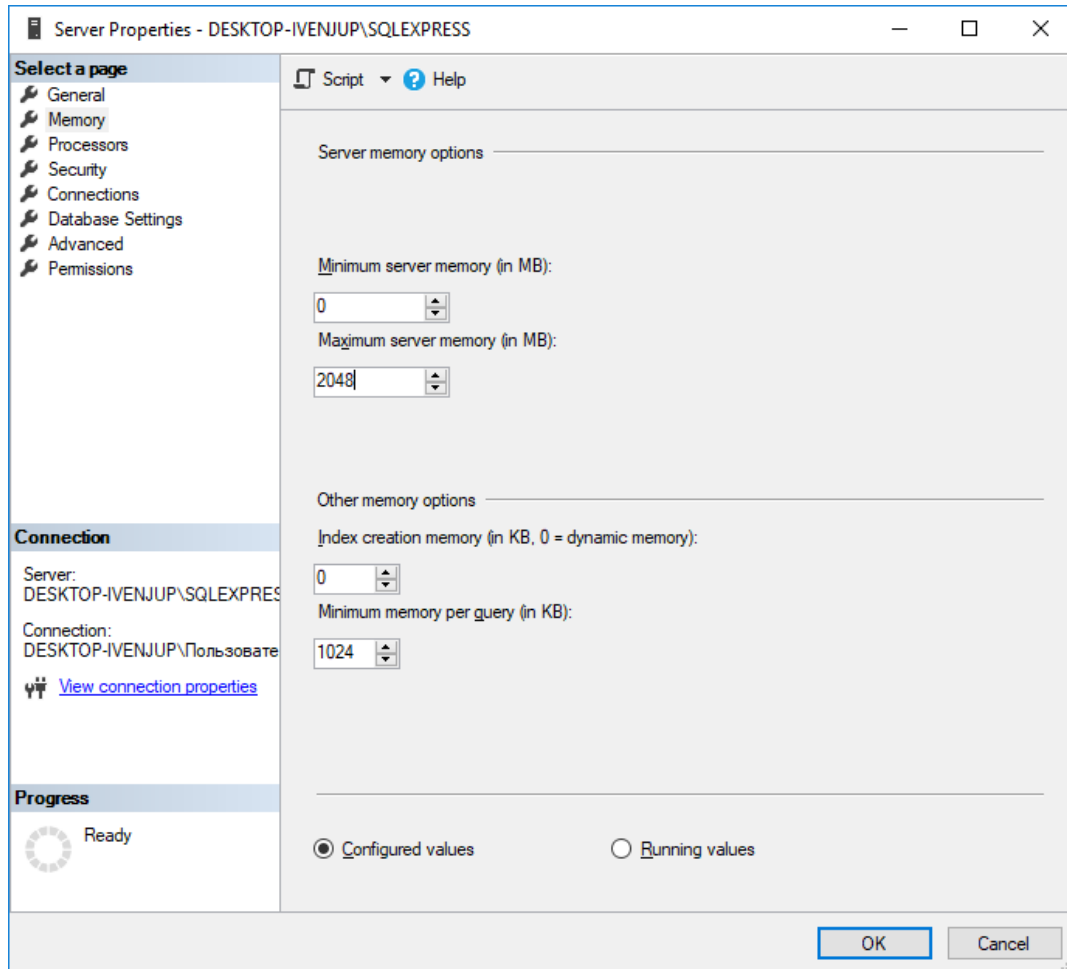 Server Properties - DESKTOP-IVENJUP\SQLEXPRESS
Select a page
General
Memory
Processors
Security
Connections
Database Settings
Advanced
Permissions
Script
Help
Server memory options
Minimum server memory (in MB):
0
Maximum server memory (in MB):
2048
Other memory options
Index creation memory (in KB, 0 = dynamic memory):
0
Minimum memory per query (in KB):
1024
Connection
Server:
DESKTOP-IVENJUP\SQLEXPRES
Connection:
DESKTOP-IVENJUP\Пользовате
View connection properties
Progress
Ready
Configured values
Running values
OK
Cancel